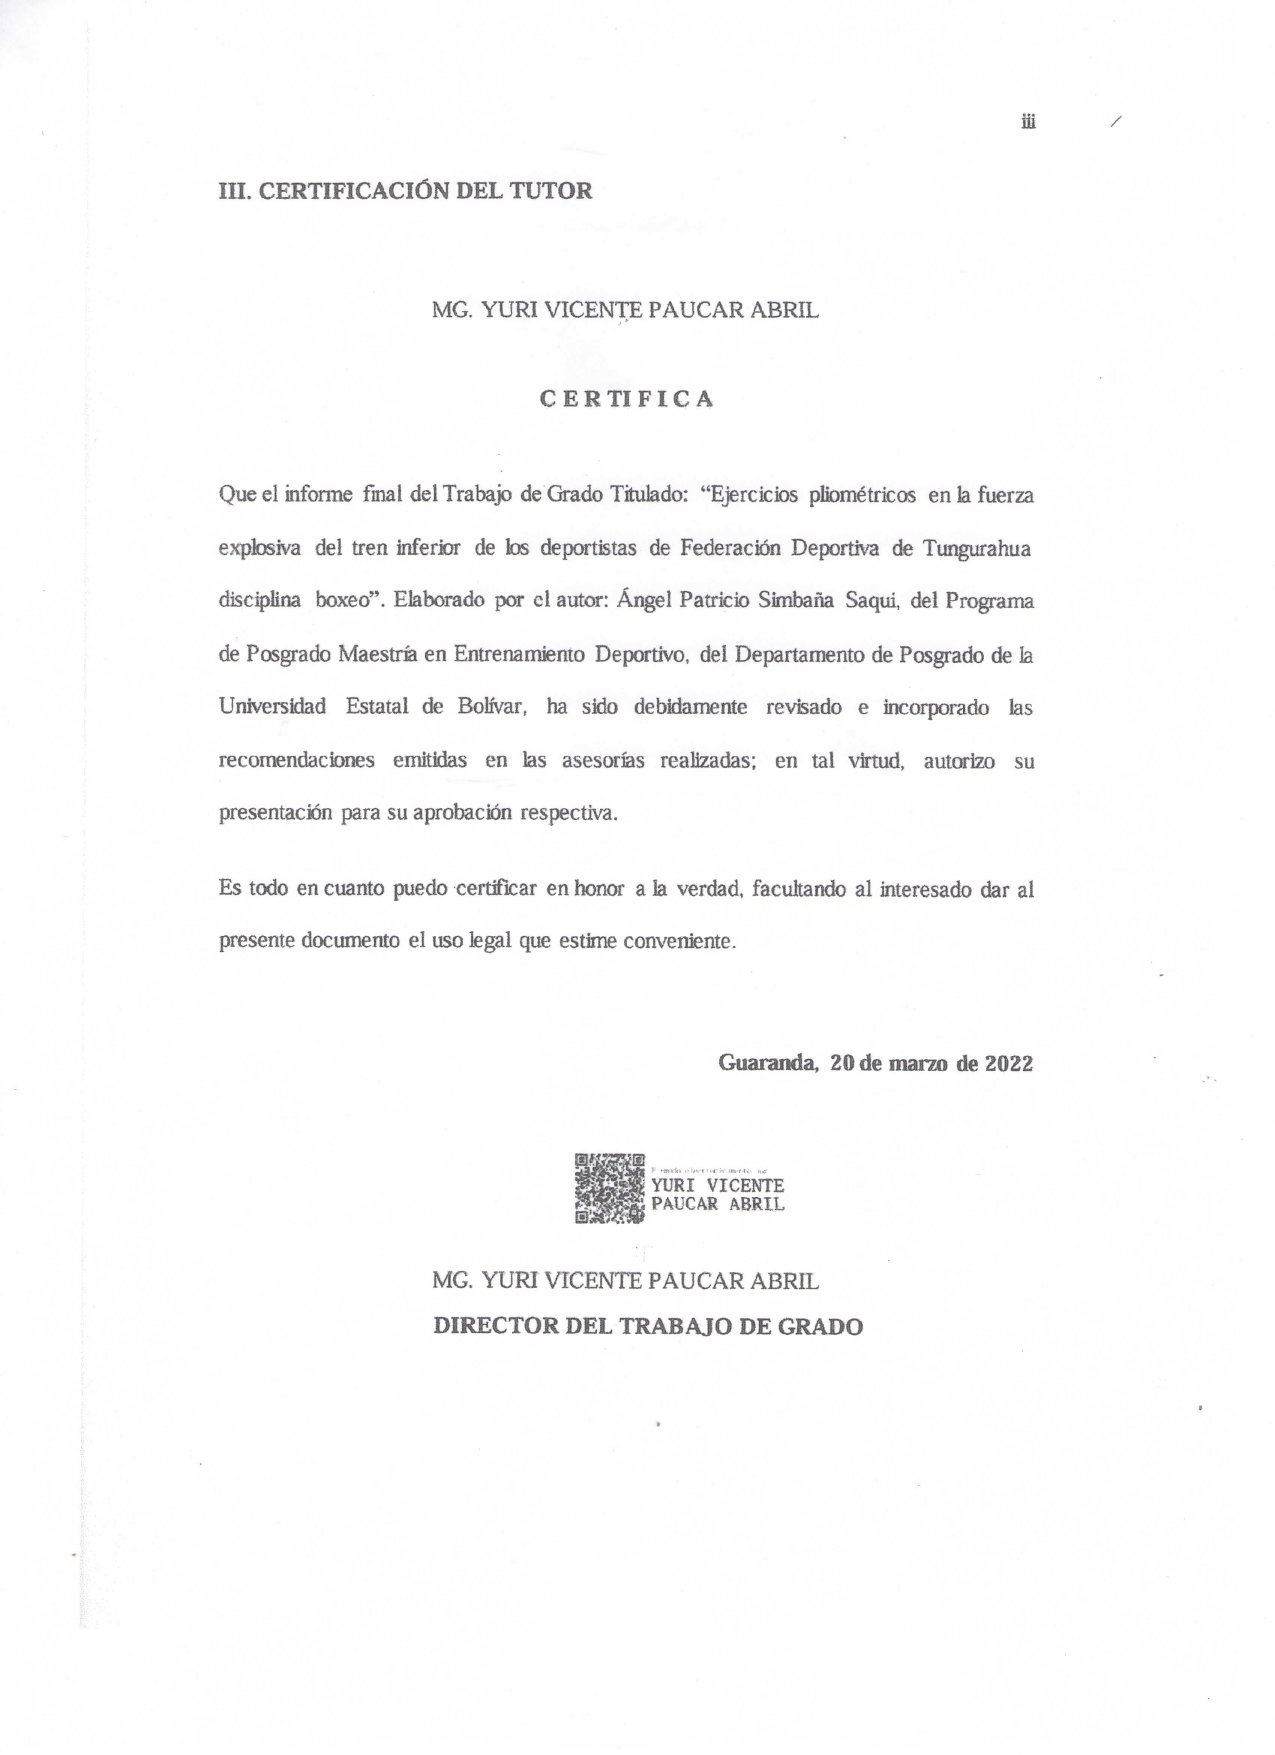 iii
III. CERTIFICACIÓN DEL TUTOR
MG. YURI VICENTE PAUCAR ABRIL
CERTIFICA
Que el informe final del Trabajo de Grado Titulado: “Ejercicios pliométricos en la fuerza
explosiva del tren inferior de los deportistas de Federación Deportiva de Tungurahua
disciplina boxeo”. Elaborado por el autor: Ángel Patricio Simbaña Saqui, del Programa
de Posgrado Maestría en Entrenamiento Deportivo, del Departamento de Posgrado de la
Universidad Estatal de Bolívar, ha sido debidamente revisado e incorporado las
recomendaciones emitidas en las asesorías realizadas; en tal virtud, autorizo su
presentación para su aprobación respectiva.
Es todo en cuanto puedo certificar en honor a la verdad, facultando al interesado dar al
presente documento el uso legal que estime conveniente.
Guaranda, 20 de marzo de 2022
YURI VICENTE
PAUCAR ABRIL
MG. YURI VICENTE PAUCAR ABRIL
DIRECTOR DEL TRABAJO DE GRADO